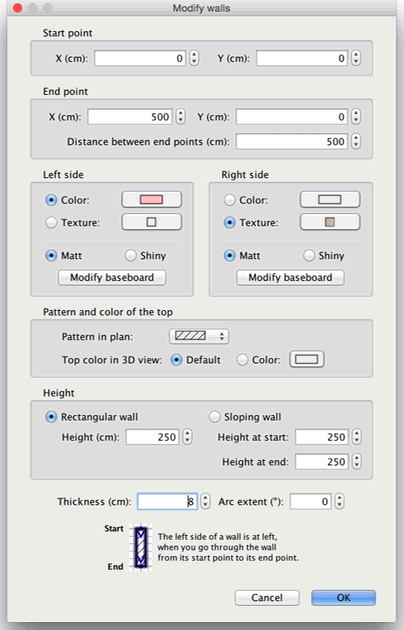 Modify walls
Start point
X (cm): 0 Y (cm): 0
End point
X (cm): 500 Y (cm): 0
Distance between end points (cm): 500
Left side Right side
Color: Color:
Texture: Texture:
Matt Shiny Matt Shiny
Modify baseboard Modify baseboard
Pattern and color of the top
Pattern in plan:
Top color in 3D view: Default Color:
Height
Rectangular wall Sloping wall
Height (cm): 250 Height at start: 250
Height at end: 250
Thickness (cm): 8 Arc extent (°): 0
Start
The left side of a wall is at left,
when you go through the wall
from its start point to its end point.
End
Cancel OK